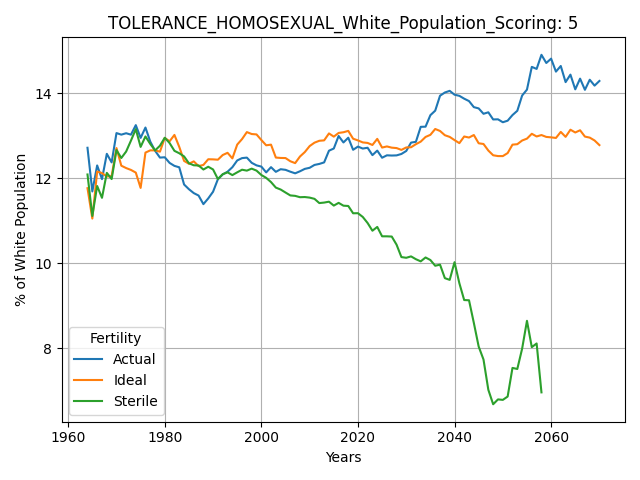 TOLERANCE_HOMOSEXUAL_White_Population_Scoring: 5
% of White Population
14
12
10
8
Fertility
Actual
Ideal
Sterile
1960 1980 2000 2020 2040 2060
Years